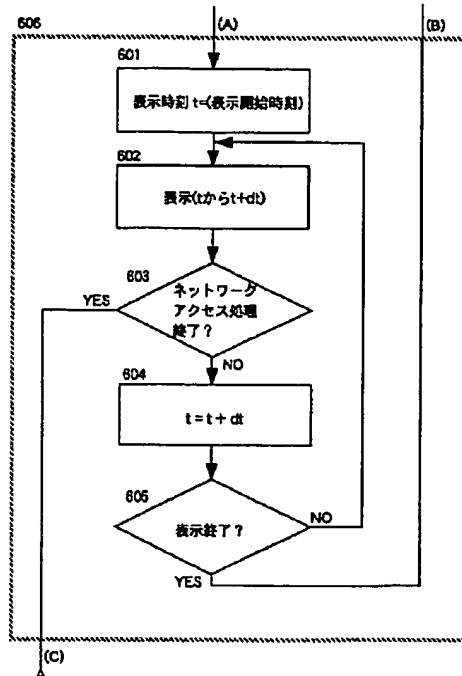 606
(A)
(B)
601
表示時刻 t=(表示開始時刻)
602
表示(tからt+dt)
603
YES
ネットワーク
アクセス処理
終了?
NO
604
t = t + dt
605
表示終了?
NO
YES
(C)